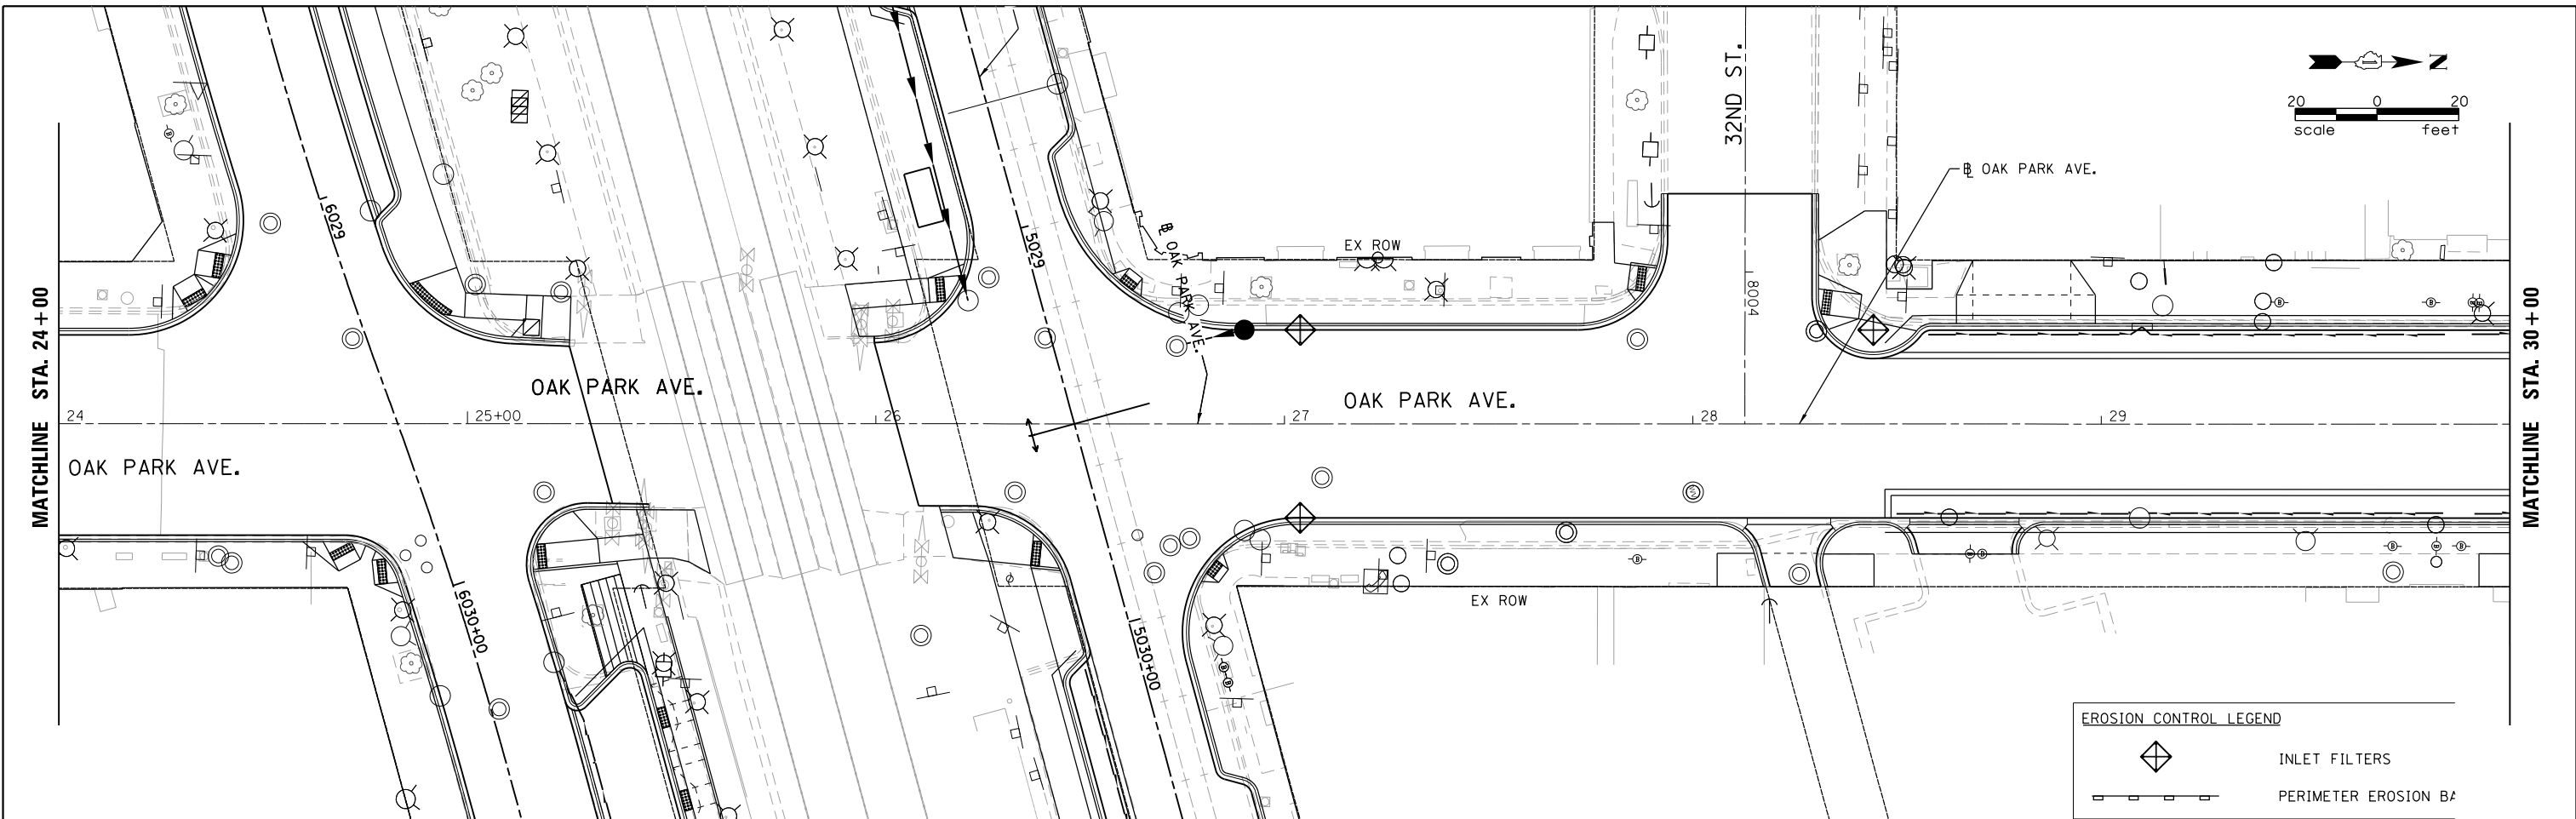 MATCHLINE STA. 24+00
6029
6030+00
24
25+00
26
27
28
29
OAK PARK AVE.
OAK PARK AVE.
OAK PARK AVE.
5029
5030+00
℄ OAK PARK AVE.
EX ROW
EX ROW
32ND ST.
8004
℄ OAK PARK AVE.
N
20 0 20
scale feet
MATCHLINE STA. 30+00
EROSION CONTROL LEGEND
INLET FILTERS
PERIMETER EROSION BA